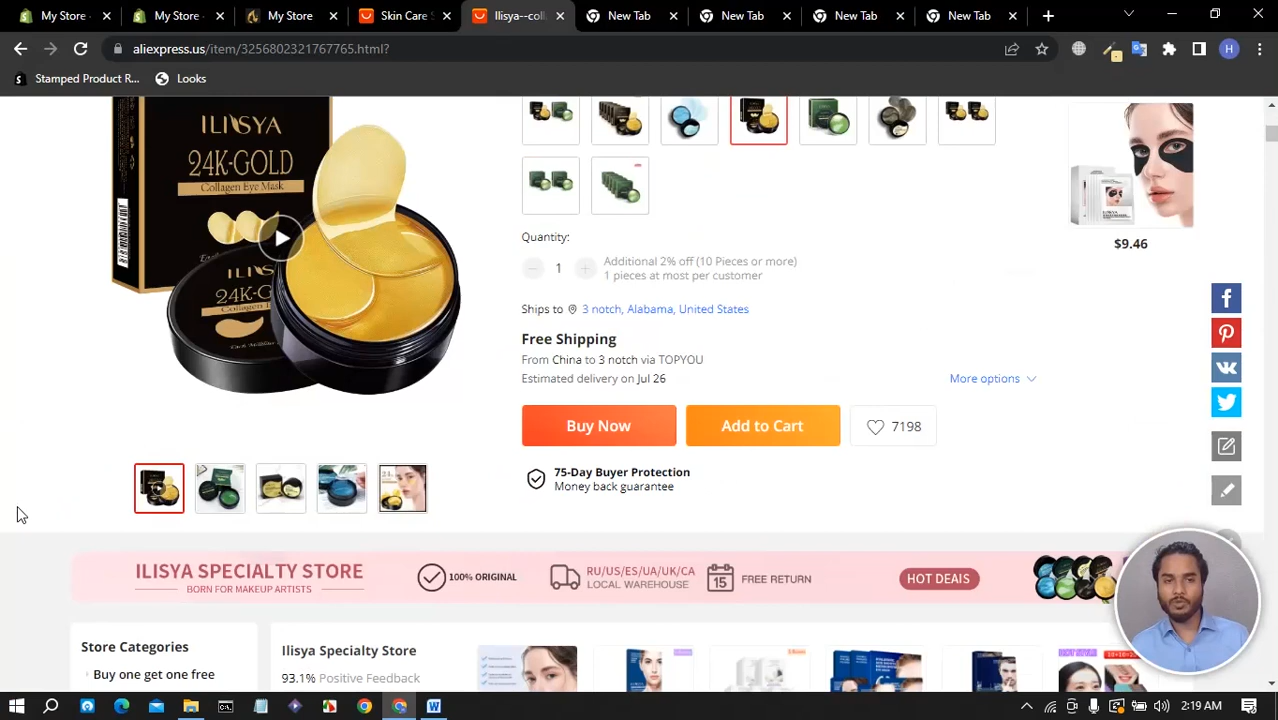 My Store
My Store
My Store
Skin Care
Ilisya--coll
New Tab
New Tab
New Tab
New Tab
aliexpress.us/item/3256802321767765.html?
H
Stamped Product R...
Looks
ILISYA
24K-GOLD
Collagen Eye Mask
24K-G
$9.46
Quantity:
1
Additional 2% off (10 Pieces or more)
1 pieces at most per customer
Ships to 3 notch, Alabama, United States
Free Shipping
From China to 3 notch via TOPYOU
Estimated delivery on Jul 26
More options
Buy Now
Add to Cart
7198
75-Day Buyer Protection
Money back guarantee
ILISYA SPECIALTY STORE
BORN FOR MAKEUP ARTISTS
100% ORIGINAL
RU/US/ES/UA/UK/CA
LOCAL WAREHOUSE
15
FREE RETURN
HOT DEAIS
Store Categories
Buy one get one free
Ilisya Specialty Store
93.1% Positive Feedback
HOT STYLE
2:19 AM